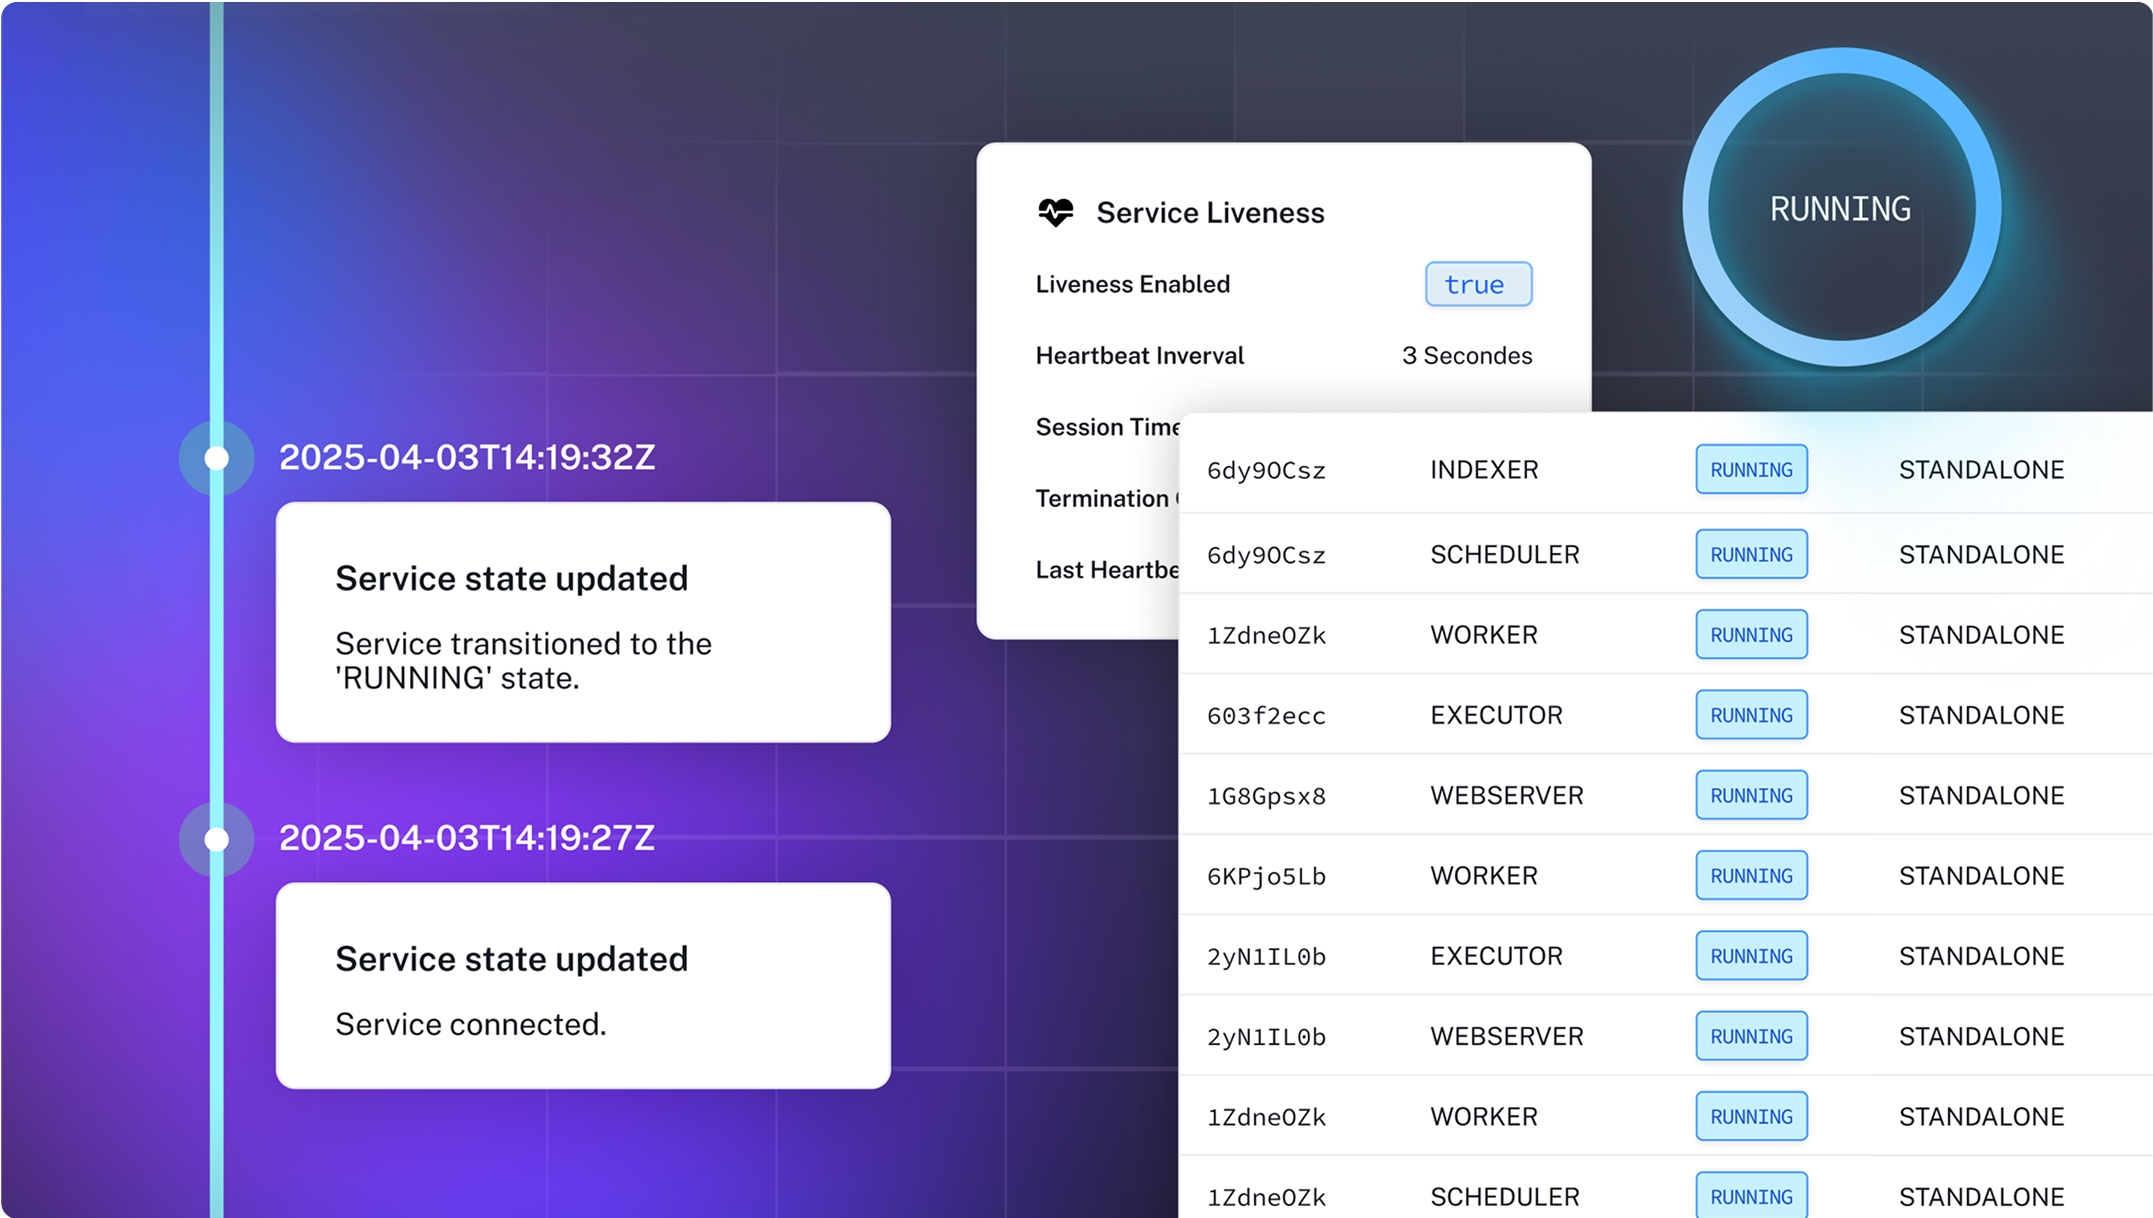 2025-04-03T14:19:32Z
Service state updated
Service transitioned to the
'RUNNING' state.
2025-04-03T14:19:27Z
Service state updated
Service connected.
Service Liveness
Liveness Enabled true
Heartbeat Inverval 3 Secondes
Session Time
Termination
Last Heartbe
RUNNING
6dy9OCsz INDEXER RUNNING STANDALONE
6dy9OCsz SCHEDULER RUNNING STANDALONE
1ZdneOZk WORKER RUNNING STANDALONE
603f2ecc EXECUTOR RUNNING STANDALONE
1G8Gpsx8 WEBSERVER RUNNING STANDALONE
6KPjo5Lb WORKER RUNNING STANDALONE
2yN1IL0b EXECUTOR RUNNING STANDALONE
2yN1IL0b WEBSERVER RUNNING STANDALONE
1ZdneOZk WORKER RUNNING STANDALONE
1ZdneOZk SCHEDULER RUNNING STANDALONE